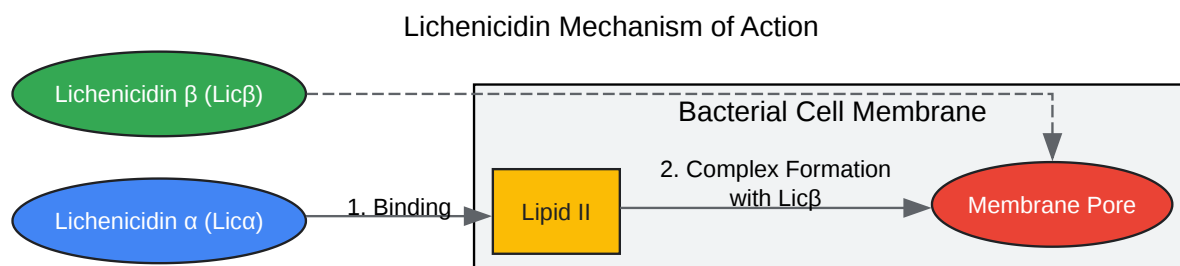 Lichenicidin Mechanism of Action
Lichenicidin β (Licβ)
Bacterial Cell Membrane
Lichenicidin α (Licα)
1. Binding
Lipid II
2. Complex Formation
with Licβ
Membrane Pore